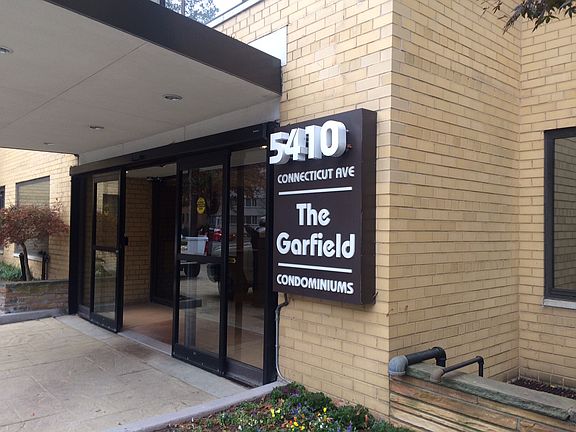 5410
CONNECTICUT AVE
The
Garfield
CONDOMINIUMS